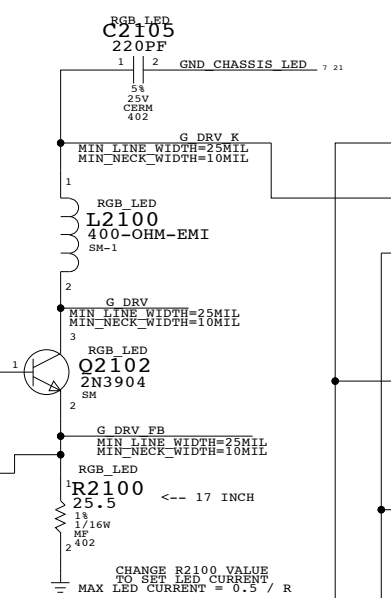 RGB_LED
C2105
220PF
1 2 GND_CHASSIS_LED 7 21
5%
25V
CERM
402
G_DRV_K
MIN_LINE_WIDTH=25MIL
MIN_NECK_WIDTH=10MIL
1
RGB_LED
L2100
400-OHM-EMI
SM-1
2
G_DRV
MIN_LINE_WIDTH=25MIL
MIN_NECK_WIDTH=10MIL
3
RGB_LED
1 Q2102
2N3904
SM
2
G_DRV_FB
MIN_LINE_WIDTH=25MIL
MIN_NECK_WIDTH=10MIL
RGB_LED
1 R2100
25.5 <-- 17 INCH
1%
1/16W
MF
2 402
CHANGE R2100 VALUE
TO SET LED CURRENT
MAX LED CURRENT = 0.5 / R